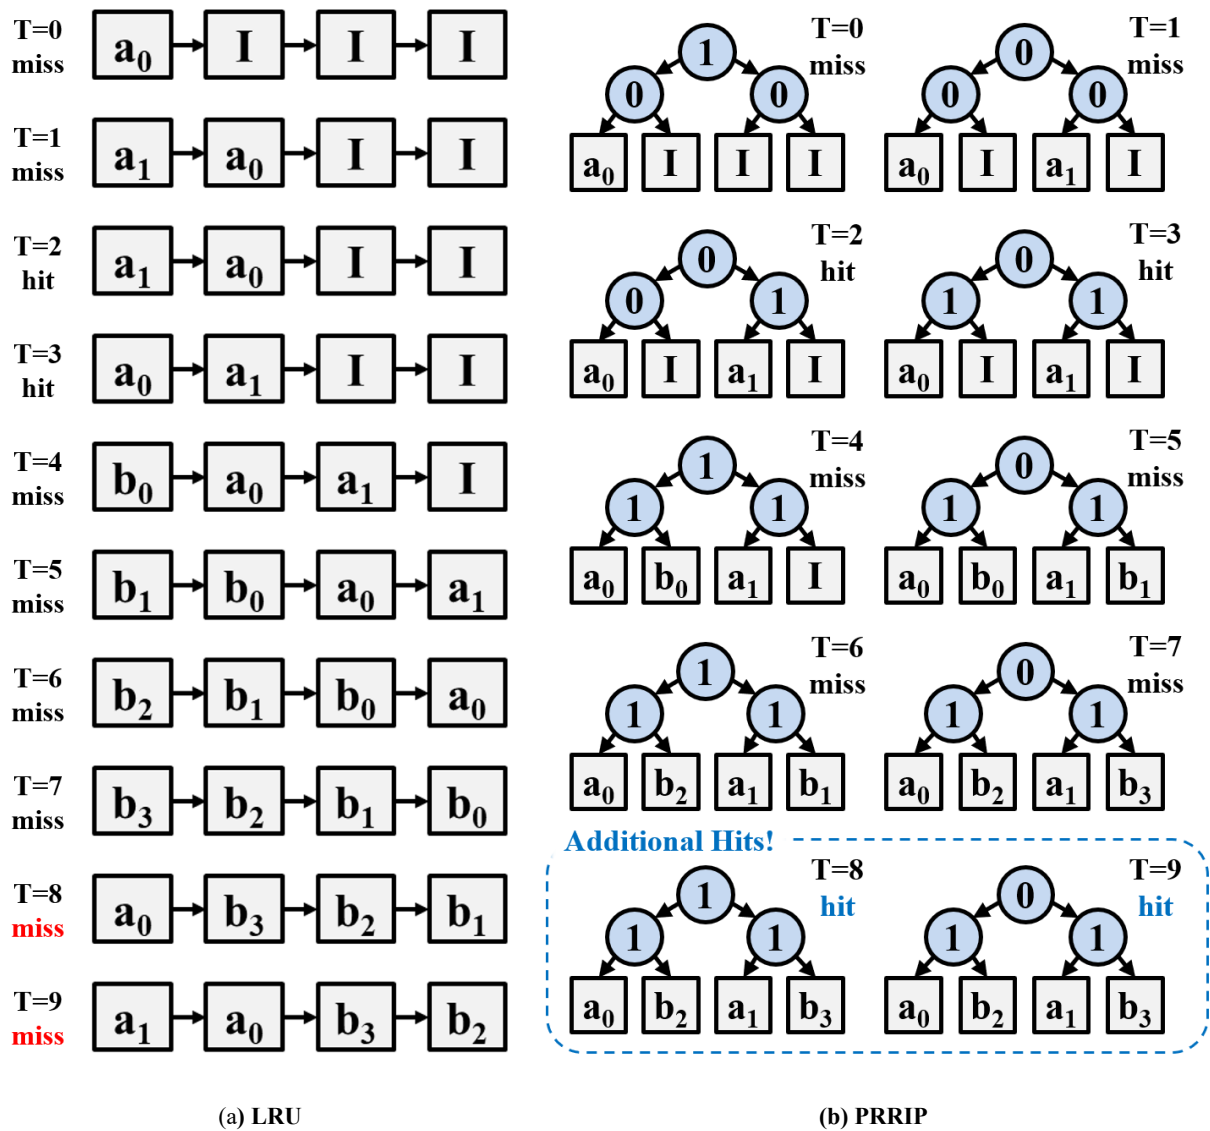 T=0
miss
a0 I I I
T=1
miss
a1 a0 I I
T=2
hit
a1 a0 I I
T=3
hit
a0 a1 I I
T=4
miss
b0 a0 a1 I
T=5
miss
b1 b0 a0 a1
T=6
miss
b2 b1 b0 a0
T=7
miss
b3 b2 b1 b0
T=8
miss
a0 b3 b2 b1
T=9
miss
a1 a0 b3 b2
(a) LRU
T=0
miss
1
0 0
a0 I I I
T=1
miss
0
0 0
a0 I a1 I
T=2
hit
0
0 1
a0 I a1 I
T=3
hit
0
1 1
a0 I a1 I
T=4
miss
1
1 1
a0 b0 a1 I
T=5
miss
0
1 1
a0 b0 a1 b1
T=6
miss
1
1 1
a0 b2 a1 b1
T=7
miss
0
1 1
a0 b2 a1 b3
Additional Hits!
T=8
hit
1
1 1
a0 b2 a1 b3
T=9
hit
0
1 1
a0 b2 a1 b3
(b) PRRIP